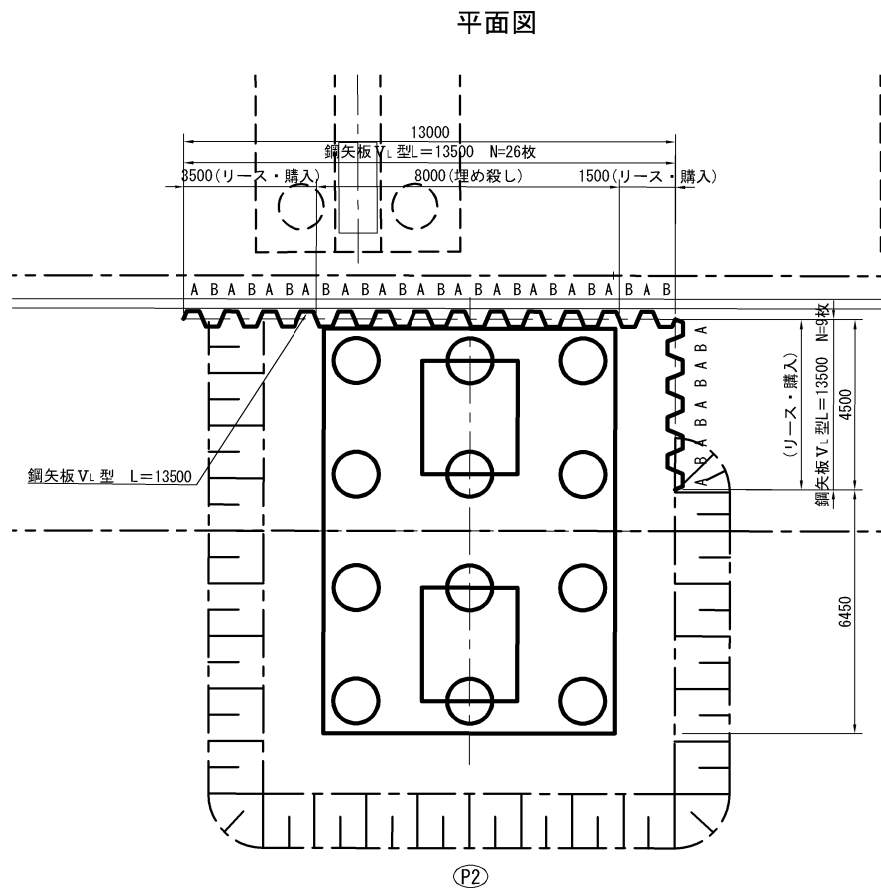 平面図
13000
鋼矢板ⅤL型L=13500 N=26枚
3500(リース・購入)
8000(埋め殺し)
1500(リース・購入)
A B A B A B A B A B A B A B A B A B A B A B A B A B
鋼矢板ⅤL型 L=13500
A B A B A B A B A
(リース・購入)
鋼矢板ⅤL型L=13500 N=9枚
4500
6450
P2